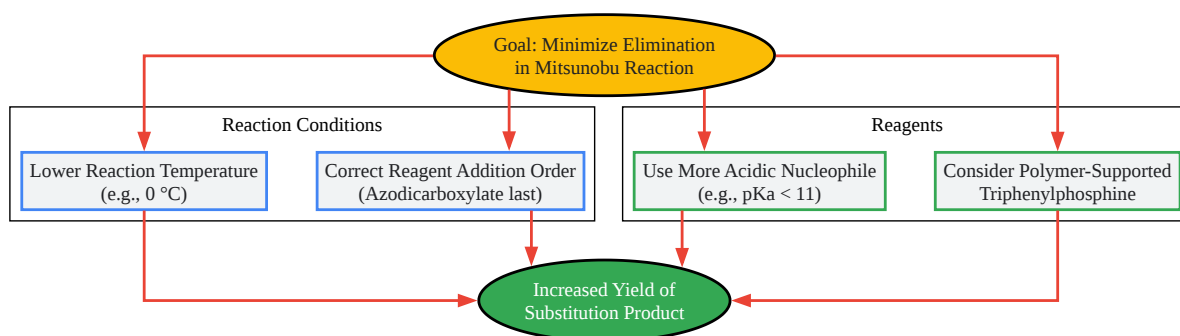 Goal: Minimize Elimination
in Mitsunobu Reaction
Reaction Conditions
Reagents
Lower Reaction Temperature
(e.g., 0 °C)
Correct Reagent Addition Order
(Azodicarboxylate last)
Use More Acidic Nucleophile
(e.g., pKa < 11)
Consider Polymer-Supported
Triphenylphosphine
Increased Yield of
Substitution Product